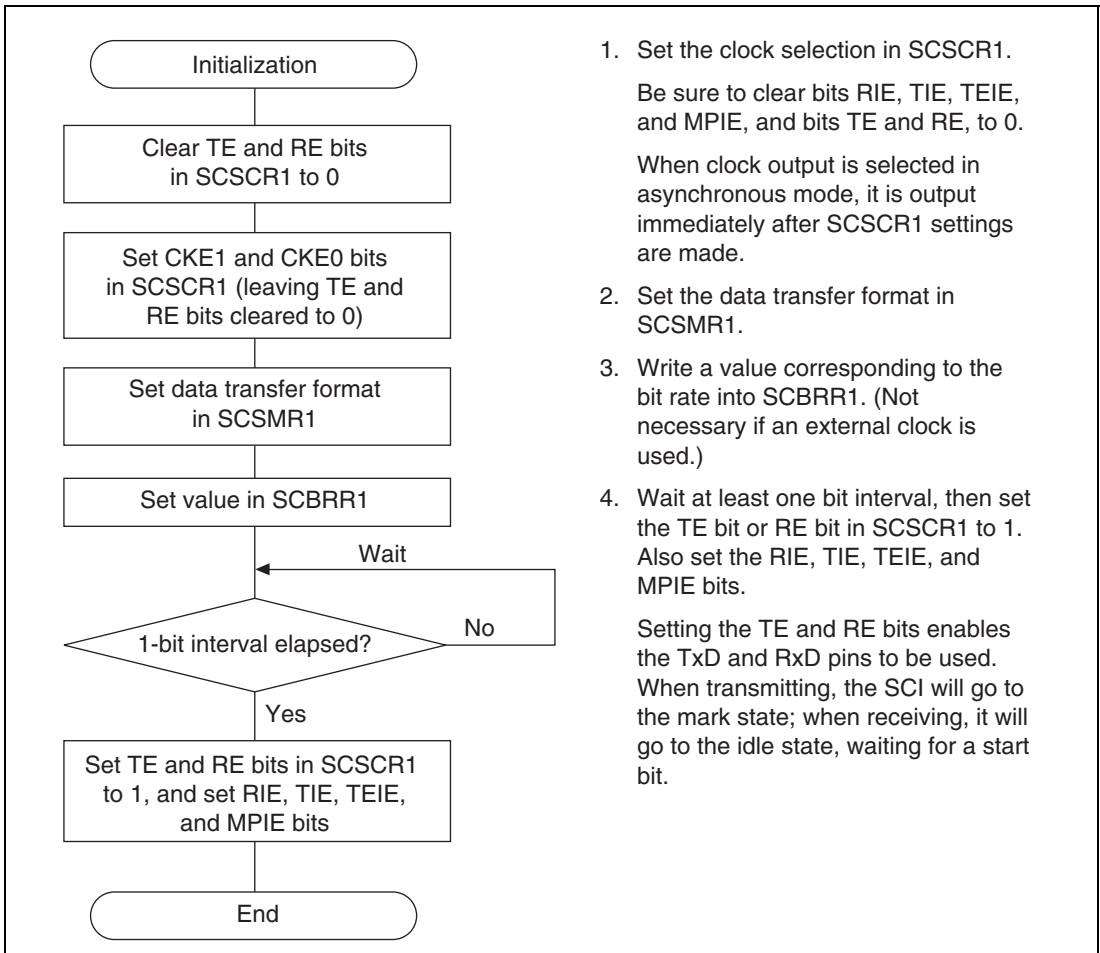 Initialization
Clear TE and RE bits
in SCSCR1 to 0
Set CKE1 and CKE0 bits
in SCSCR1 (leaving TE and
RE bits cleared to 0)
Set data transfer format
in SCSMR1
Set value in SCBRR1
Wait
1-bit interval elapsed?
No
Yes
Set TE and RE bits in SCSCR1
to 1, and set RIE, TIE, TEIE,
and MPIE bits
End
1. Set the clock selection in SCSCR1.
Be sure to clear bits RIE, TIE, TEIE,
and MPIE, and bits TE and RE, to 0.
When clock output is selected in
asynchronous mode, it is output
immediately after SCSCR1 settings
are made.
2. Set the data transfer format in
SCSMR1.
3. Write a value corresponding to the
bit rate into SCBRR1. (Not
necessary if an external clock is
used.)
4. Wait at least one bit interval, then set
the TE bit or RE bit in SCSCR1 to 1.
Also set the RIE, TIE, TEIE, and
MPIE bits.
Setting the TE and RE bits enables
the TxD and RxD pins to be used.
When transmitting, the SCI will go to
the mark state; when receiving, it will
go to the idle state, waiting for a start
bit.